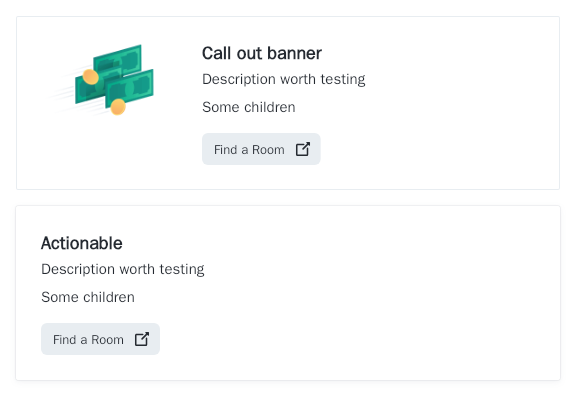 Call out banner
Description worth testing
Some children
Find a Room
Actionable
Description worth testing
Some children
Find a Room